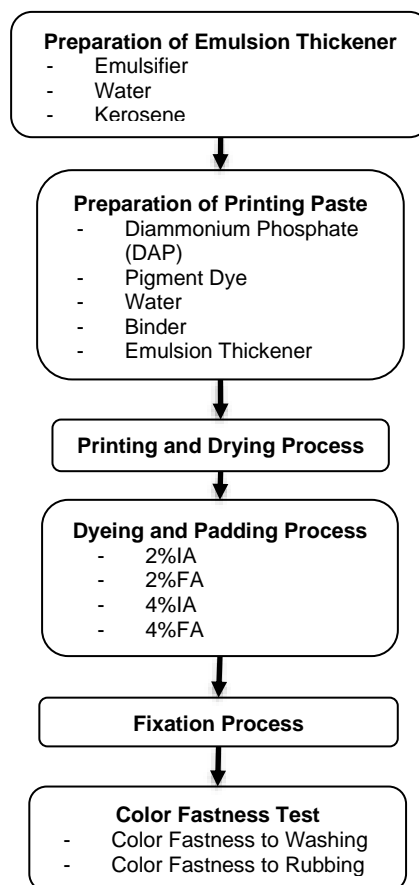 Preparation of Emulsion Thickener
- Emulsifier
- Water
- Kerosene
Preparation of Printing Paste
- Diammonium Phosphate
(DAP)
- Pigment Dye
- Water
- Binder
- Emulsion Thickener
Printing and Drying Process
Dyeing and Padding Process
- 2%IA
- 2%FA
- 4%IA
- 4%FA
Fixation Process
Color Fastness Test
- Color Fastness to Washing
- Color Fastness to Rubbing